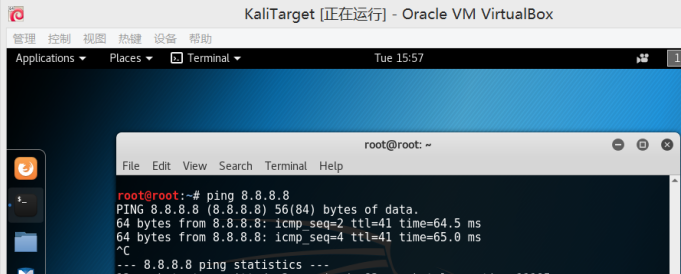 KaliTarget [正在运行] - Oracle VM VirtualBox
管理 控制 视图 热键 设备 帮助
Applications Places Terminal Tue 15:57 1
root@root: ~
File Edit View Search Terminal Help
root@root:~# ping 8.8.8.8
PING 8.8.8.8 (8.8.8.8) 56(84) bytes of data.
64 bytes from 8.8.8.8: icmp_seq=2 ttl=41 time=64.5 ms
64 bytes from 8.8.8.8: icmp_seq=4 ttl=41 time=65.0 ms
^C
--- 8.8.8.8 ping statistics ---